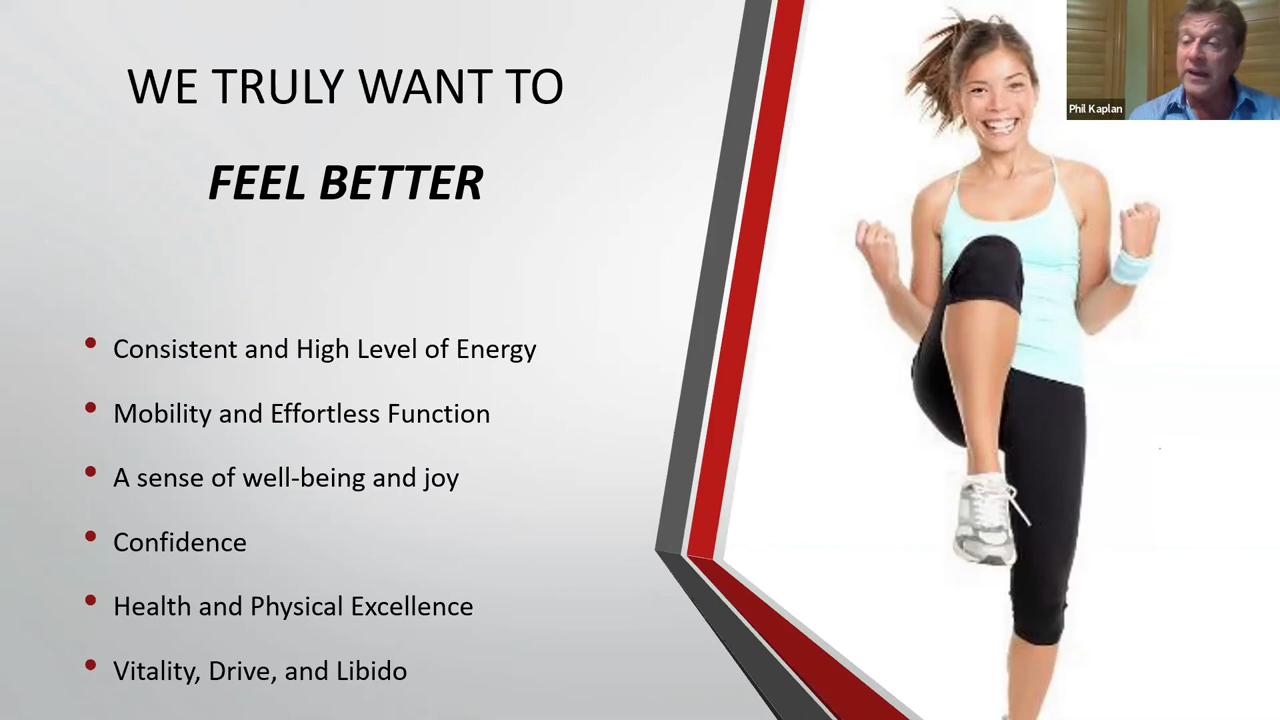 WE TRULY WANT TO
FEEL BETTER
Phil Kaplan
• Consistent and High Level of Energy
• Mobility and Effortless Function
• A sense of well-being and joy
• Confidence
• Health and Physical Excellence
• Vitality, Drive, and Libido